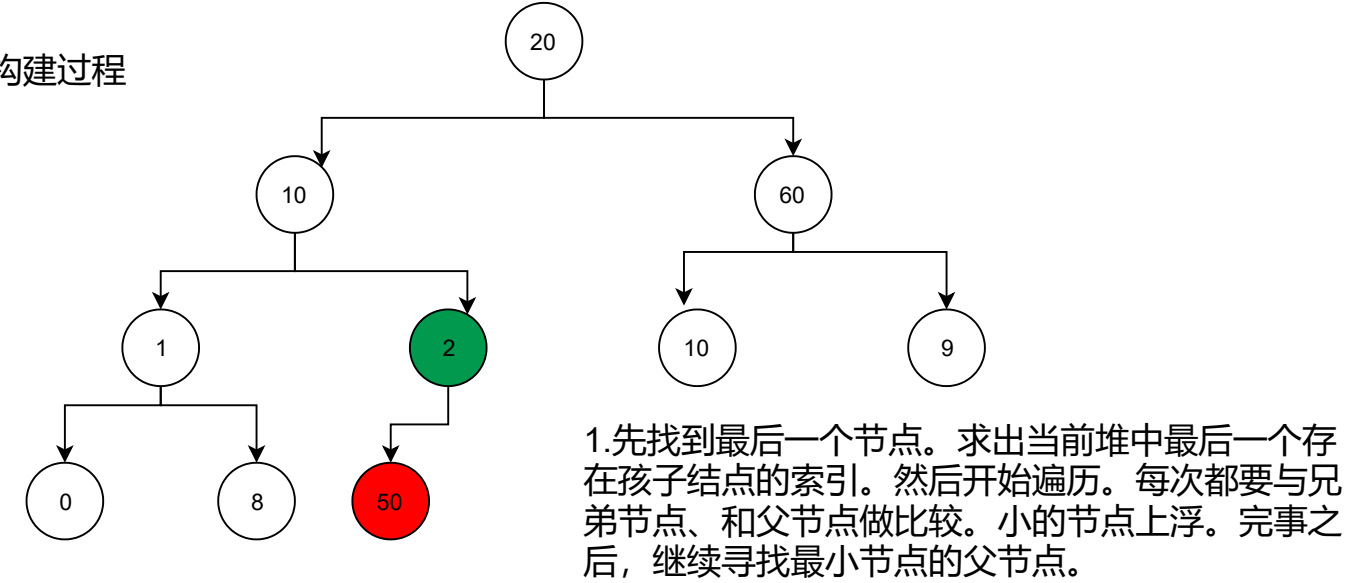 20
构建过程
10
60
1
2
10
9
0
8
50
1.先找到最后一个节点。求出当前堆中最后一个存
在孩子结点的索引。然后开始遍历。每次都要与兄
弟节点、和父节点做比较。小的节点上浮。完事之
后，继续寻找最小节点的父节点。